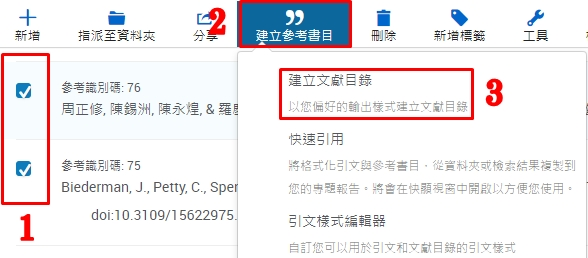 新增 指派至資料夾 分享 2 建立參考書目 刪除 新增標籤 工具
參考識別碼: 76
周正修, 陳錫洲, 陳永煌, & 羅
參考識別碼: 75
Biederman, J., Petty, C., Spen
doi:10.3109/15622975.
1
建立文獻目錄
以您偏好的輸出樣式建立文獻目錄
3
快速引用
將格式化引文與參考書目、從資料夾或檢索結果複製到
您的專題報告。將會在快顯視窗中開啟以方便您使用。
引文樣式編輯器
自訂您可以用於引文和文獻目錄的引文樣式